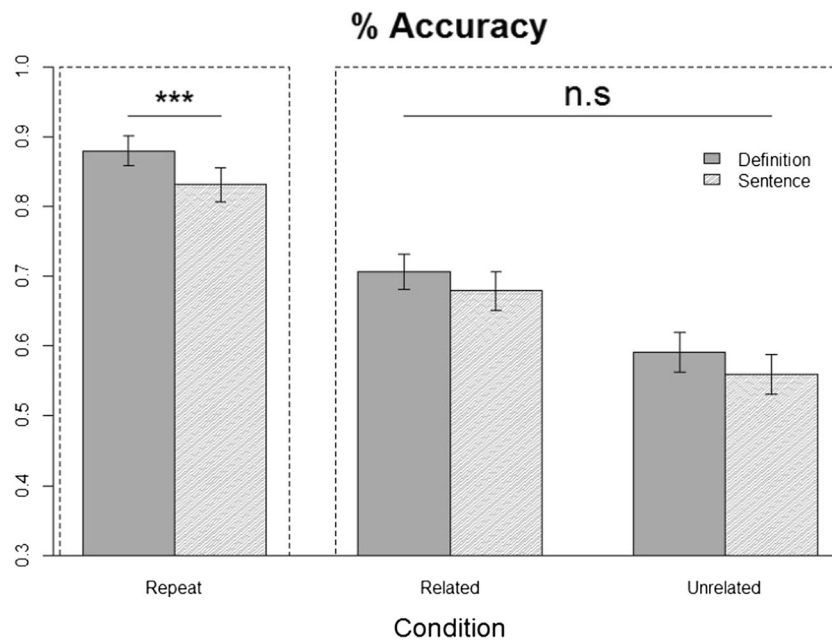 % Accuracy
1.0
0.9
0.8
0.7
0.6
0.5
0.4
0.3
***
n.s
Definition
Sentence
Repeat Related Unrelated
Condition